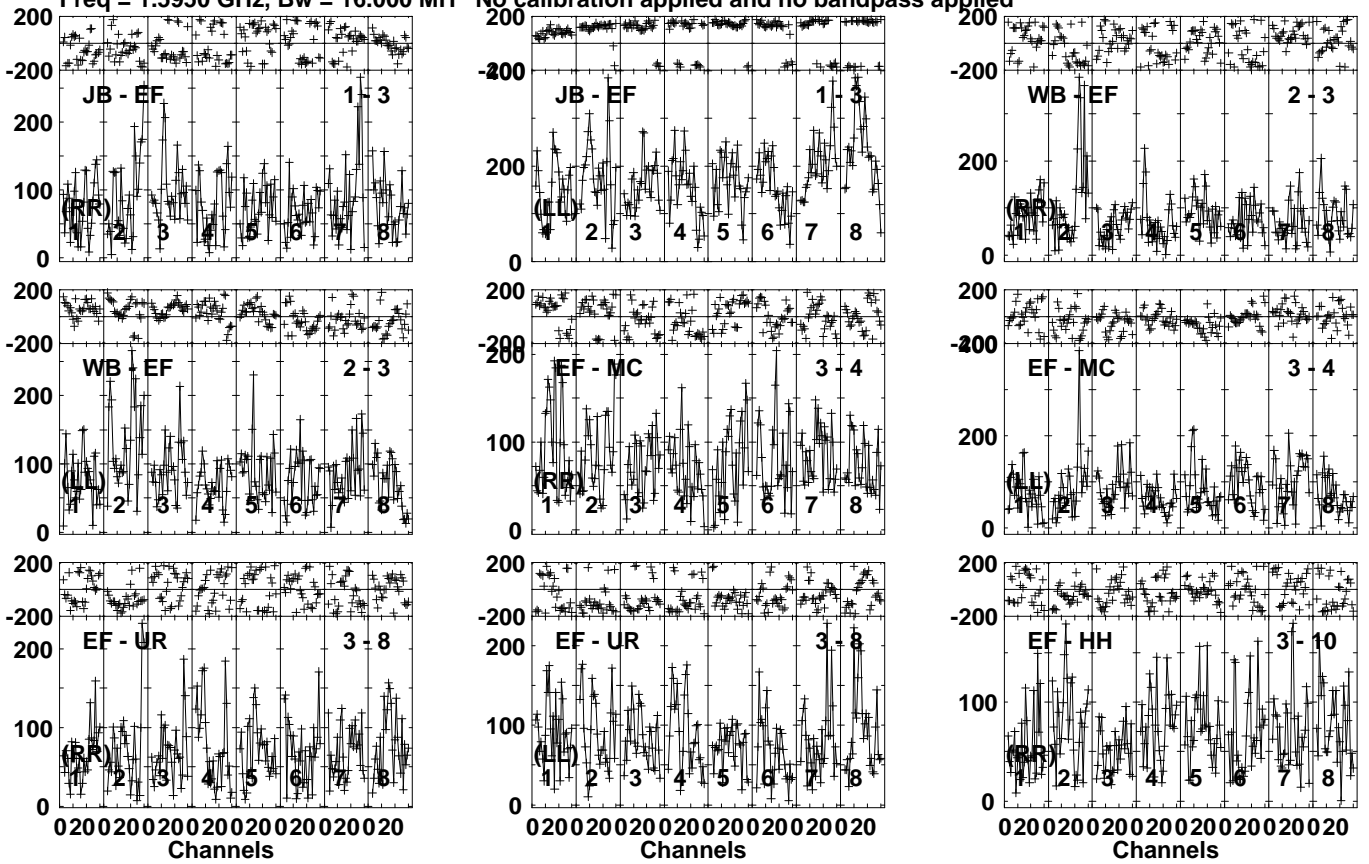 Freq = 1.5950 GHz, Bw = 16.000 MH No calibration applied and no bandpass applied
200 200 200
-200 -200 -200
JB - EF 1 - 3 JB - EF 1 - 3 WB - EF 2 - 3
200 400
100 200 200
(RR) (LL) (RR)
1 2 3 4 5 6 7 8 1 2 3 4 5 6 7 8 1 2 3 4 5 6 7 8
0 0 0
200 200 200
-200 -200 -200
WB - EF 2 - 3 EF - MC 3 - 4 EF - MC 3 - 4
200 200 400
100 100 200
(LL) (RR) (LL)
1 2 3 4 5 6 7 8 1 2 3 4 5 6 7 8 1 2 3 4 5 6 7 8
0 0 0
200 200 200
-200 -200 -200
EF - UR 3 - 8 EF - UR 3 - 8 EF - HH 3 - 10
200 200
100 100 100
(RR) (LL) (RR)
1 2 3 4 5 6 7 8 1 2 3 4 5 6 7 8 1 2 3 4 5 6 7 8
0 0 0
020020020020020020020020 020020020020020020020020 020020020020020020020020
Channels Channels Channels